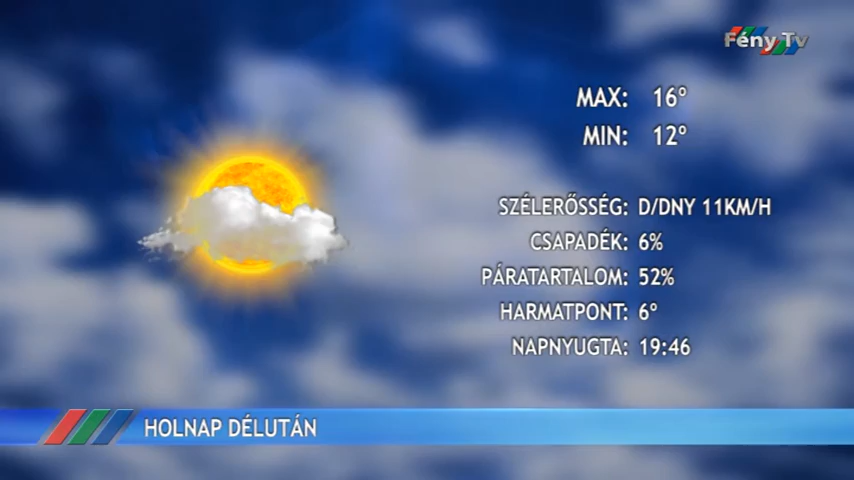 Fény Tv
MAX: 16°
MIN: 12°
SZÉLERŐSSÉG: D/DNY 11KM/H
CSAPADÉK: 6%
PÁRATARTALOM: 52%
HARMATPONT: 6°
NAPNYUGTA: 19:46
HOLNAP DÉLUTÁN